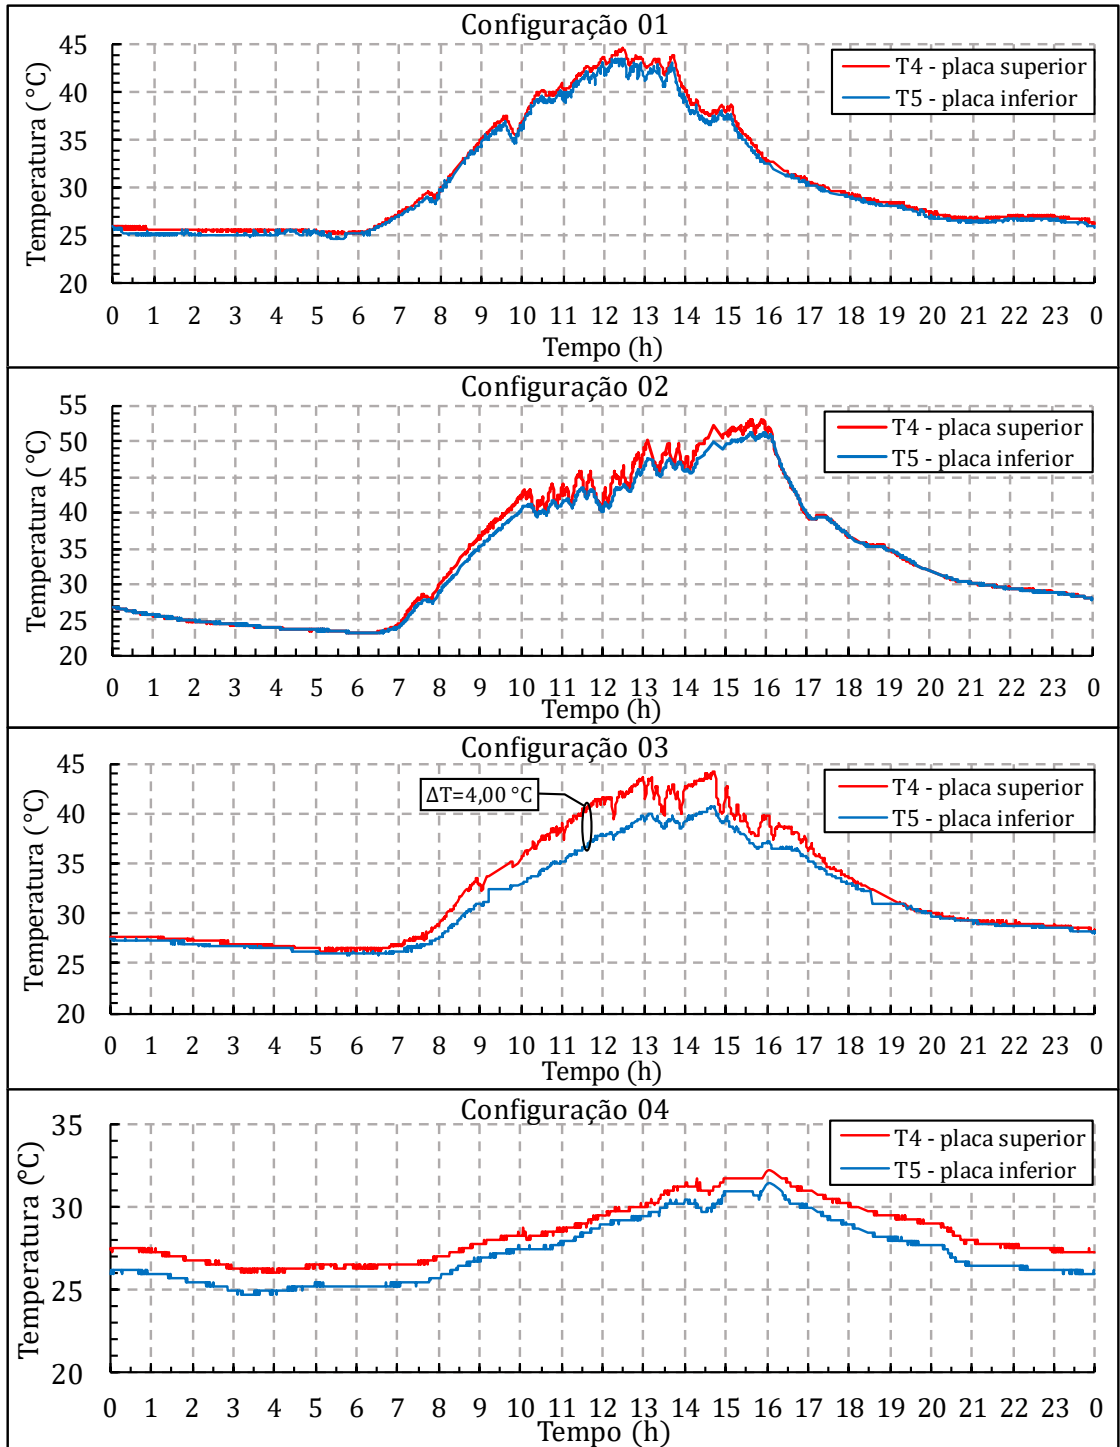 Configuração 01
Temperatura (°C)
45
40
35
30
25
20
T4 - placa superior
T5 - placa inferior
0 1 2 3 4 5 6 7 8 9 10 11 12 13 14 15 16 17 18 19 20 21 22 23 0
Tempo (h)
Configuração 02
Temperatura (°C)
55
50
45
40
35
30
25
20
T4 - placa superior
T5 - placa inferior
0 1 2 3 4 5 6 7 8 9 10 11 12 13 14 15 16 17 18 19 20 21 22 23 0
Tempo (h)
Configuração 03
Temperatura (°C)
45
40
35
30
25
20
ΔT=4,00 °C
T4 - placa superior
T5 - placa inferior
0 1 2 3 4 5 6 7 8 9 10 11 12 13 14 15 16 17 18 19 20 21 22 23 0
Tempo (h)
Configuração 04
Temperatura (°C)
35
30
25
20
T4 - placa superior
T5 - placa inferior
0 1 2 3 4 5 6 7 8 9 10 11 12 13 14 15 16 17 18 19 20 21 22 23 0
Tempo (h)